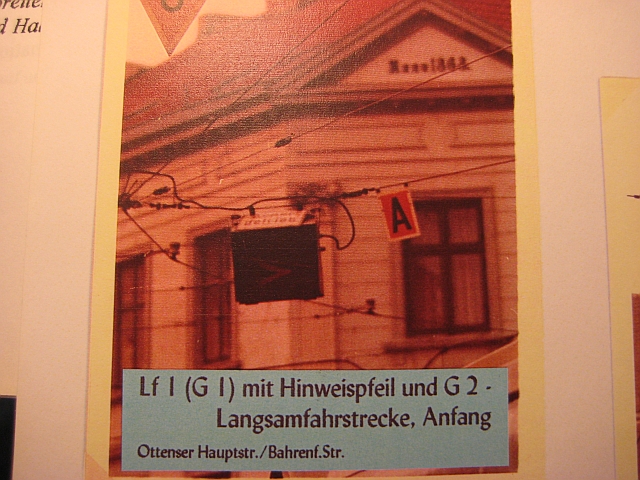 A
Lf 1 (G 1) mit Hinweispfeil und G 2 -
Langsamfahrstrecke, Anfang
Ottenser Hauptstr./Bahrenf.Str.